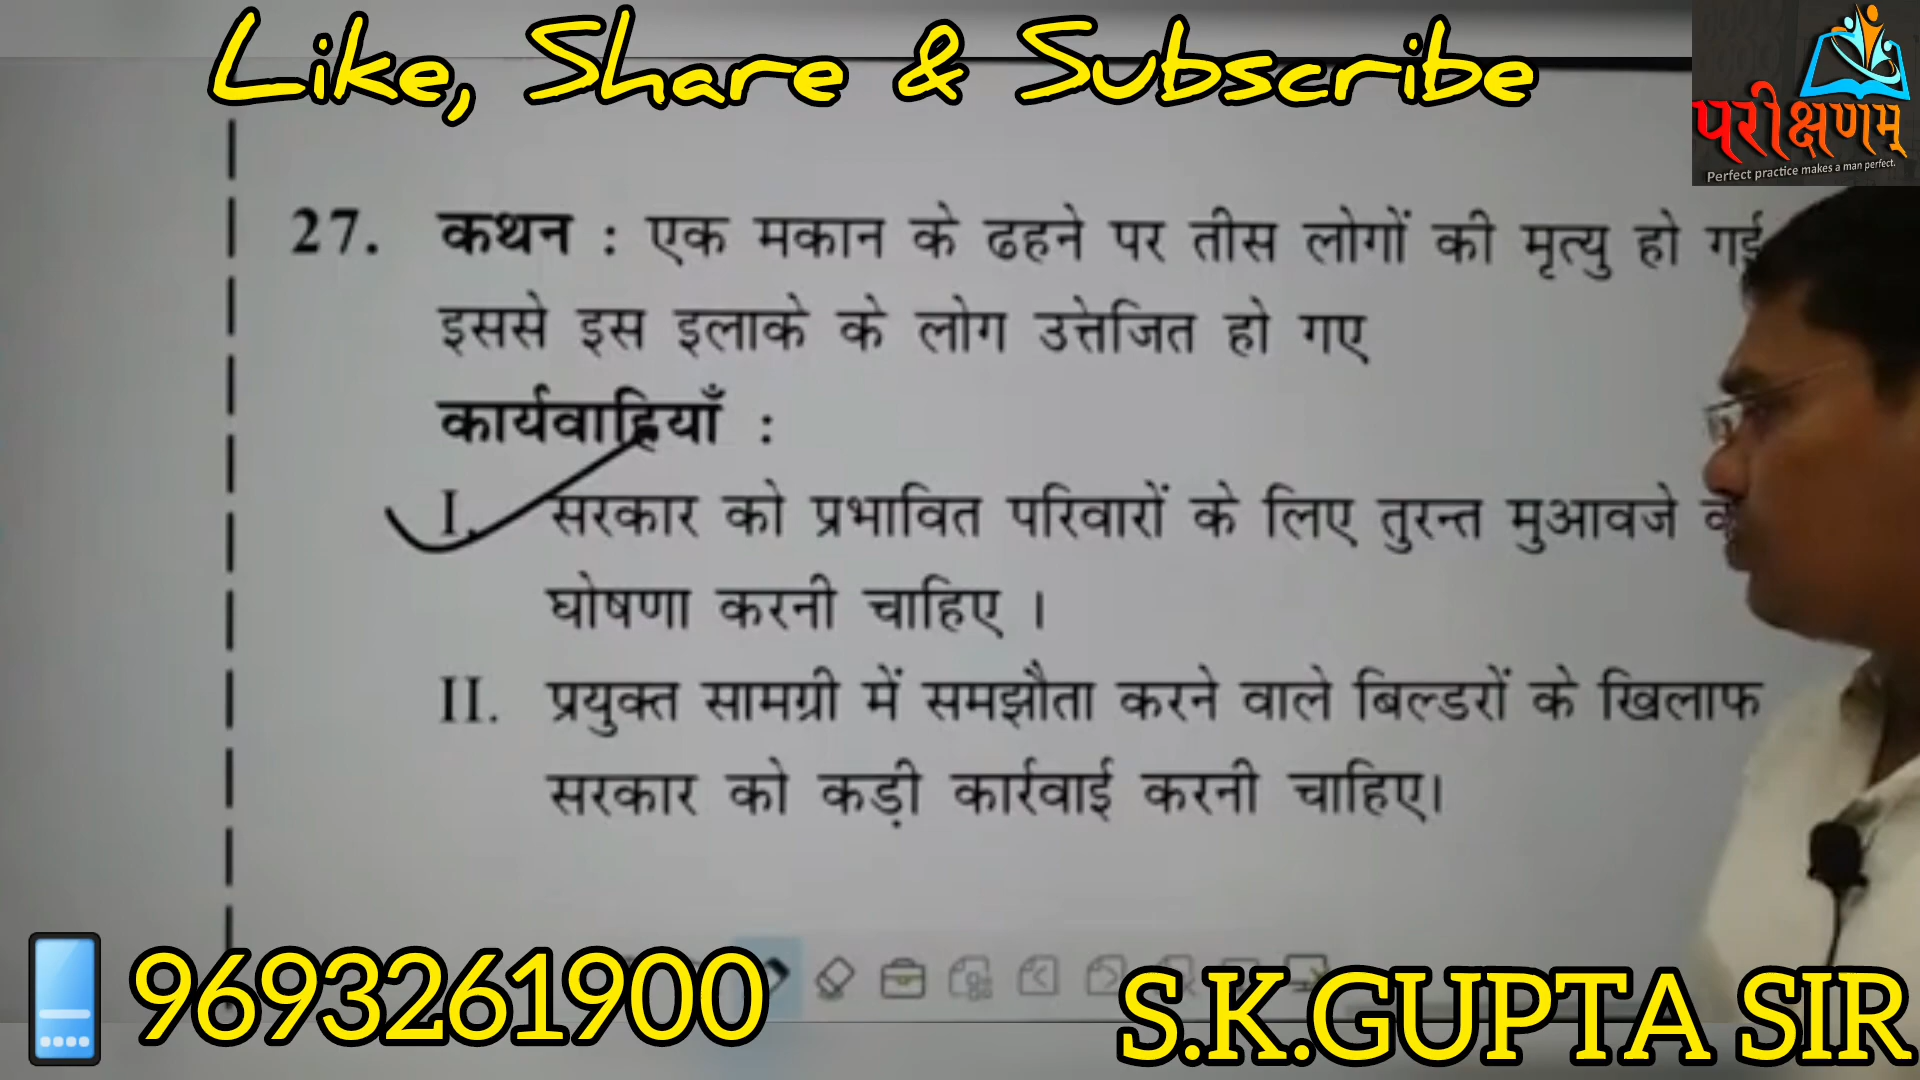 Like, Share & Subscribe
परीक्षणम्
Perfect practice makes a man perfect.
27. कथन : एक मकान के ढहने पर तीस लोगों की मृत्यु हो गई
इससे इस इलाके के लोग उत्तेजित हो गए
कार्यवाहियाँ :
I. सरकार को प्रभावित परिवारों के लिए तुरन्त मुआवजे
घोषणा करनी चाहिए ।
II. प्रयुक्त सामग्री में समझौता करने वाले बिल्डरों के खिलाफ
सरकार को कड़ी कार्रवाई करनी चाहिए।
9693261900
S.K.GUPTA SIR